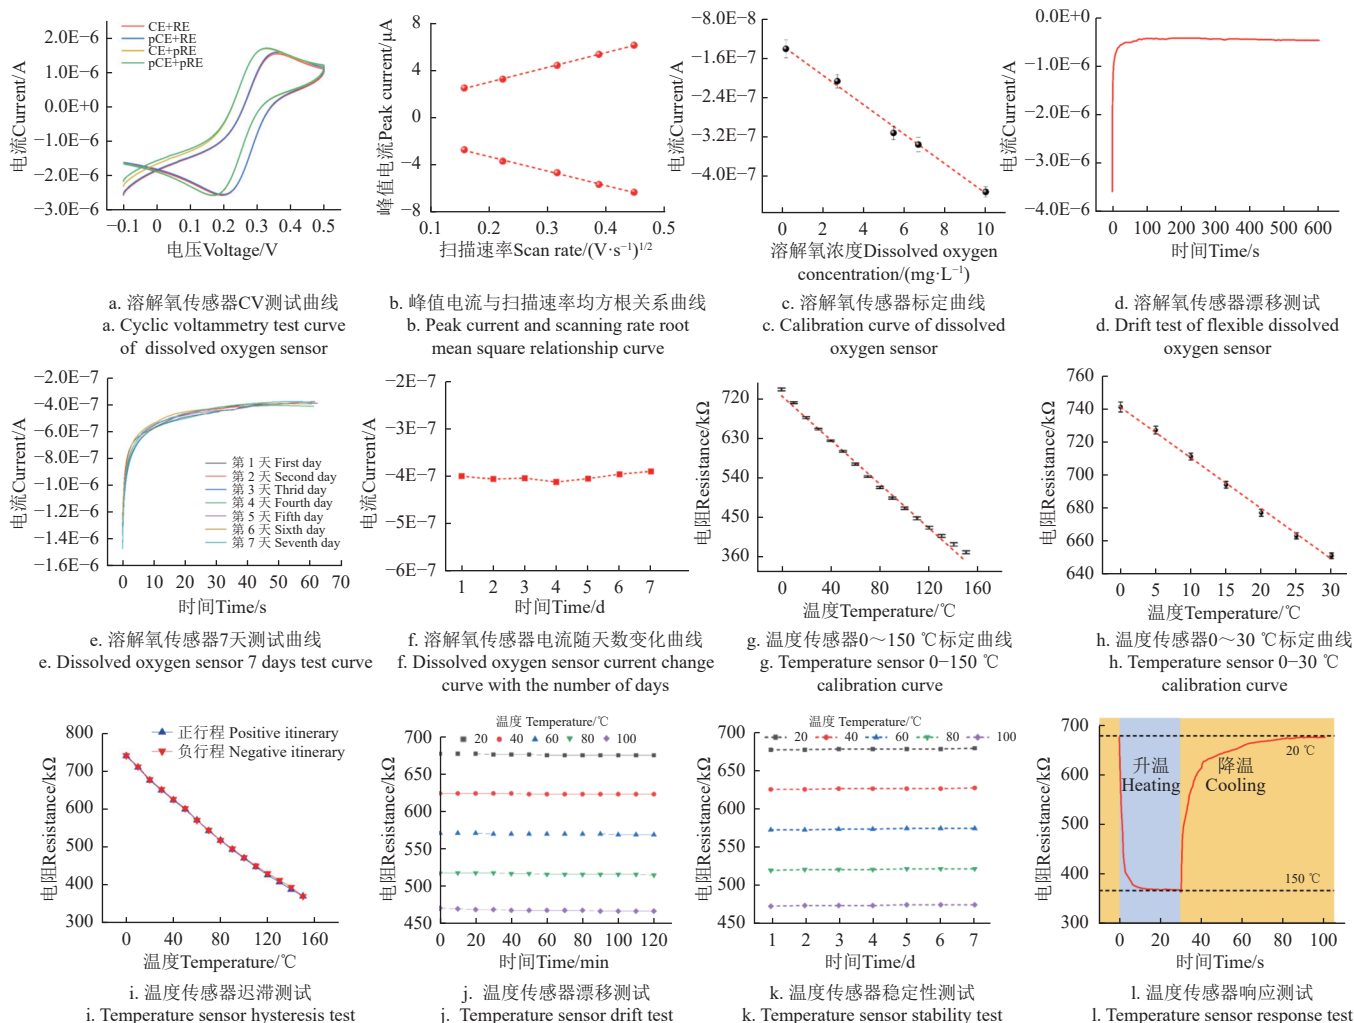 电流Current/A
2.0E−6
1.0E−6
0.0E+0
−1.0E−6
−2.0E−6
−3.0E−6
CE+RE
pCE+RE
CE+pRE
pCE+pRE
−0.1 0 0.1 0.2 0.3 0.4 0.5
电压Voltage/V
a. 溶解氧传感器CV测试曲线
a. Cyclic voltammetry test curve
of dissolved oxygen sensor
峰值电流Peak current/μA
8
4
0
−4
−8
0.1 0.2 0.3 0.4 0.5
扫描速率Scan rate/(V·s⁻¹)¹ᐟ²
b. 峰值电流与扫描速率均方根关系曲线
b. Peak current and scanning rate root
mean square relationship curve
电流Current/A
−8.0E−8
−1.6E−7
−2.4E−7
−3.2E−7
−4.0E−7
0 2 4 6 8 10
溶解氧浓度Dissolved oxygen
concentration/(mg·L⁻¹)
c. 溶解氧传感器标定曲线
c. Calibration curve of dissolved
oxygen sensor
电流Current/A
0.0E+0
−1.0E−6
−2.0E−6
−3.0E−6
−4.0E−6
0 100 200 300 400 500 600
时间Time/s
d. 溶解氧传感器漂移测试
d. Drift test of flexible dissolved
oxygen sensor
电流Current/A
−2.0E−7
−4.0E−7
−6.0E−7
−8.0E−7
−1.0E−6
−1.2E−6
−1.4E−6
−1.6E−6
第 1 天 First day
第 2 天 Second day
第 3 天 Thrid day
第 4 天 Fourth day
第 5 天 Fifth day
第 6 天 Sixth day
第 7 天 Seventh day
0 10 20 30 40 50 60 70
时间Time/s
e. 溶解氧传感器7天测试曲线
e. Dissolved oxygen sensor 7 days test curve
电流Current/A
−2E−7
−3E−7
−4E−7
−5E−7
−6E−7
1 2 3 4 5 6 7
时间Time/d
f. 溶解氧传感器电流随天数变化曲线
f. Dissolved oxygen sensor current change
curve with the number of days
电阻Resistance/kΩ
720
630
540
450
360
0 40 80 120 160
温度Temperature/℃
g. 温度传感器0～150 ℃标定曲线
g. Temperature sensor 0−150 ℃
calibration curve
电阻Resistance/kΩ
760
740
720
700
680
660
640
0 5 10 15 20 25 30
温度Temperature/℃
h. 温度传感器0～30 ℃标定曲线
h. Temperature sensor 0−30 ℃
calibration curve
电阻Resistance/kΩ
800
700
600
500
400
300
正行程 Positive itinerary
负行程 Negative itinerary
0 40 80 120 160
温度Temperature/℃
i. 温度传感器迟滞测试
i. Temperature sensor hysteresis test
电阻Resistance/kΩ
温度 Temperature/℃
20 40 60 80 100
700
650
600
550
500
450
0 20 40 60 80 100 120
时间Time/min
j. 温度传感器漂移测试
j. Temperature sensor drift test
电阻Resistance/kΩ
温度 Temperature/℃
20 40 60 80 100
700
650
600
550
500
450
1 2 3 4 5 6 7
时间Time/d
k. 温度传感器稳定性测试
k. Temperature sensor stability test
电阻Resistance/kΩ
700
600
500
400
300
升温
Heating
降温
Cooling
20 ℃
150 ℃
0 20 40 60 80 100
时间Time/s
l. 温度传感器响应测试
l. Temperature sensor response test